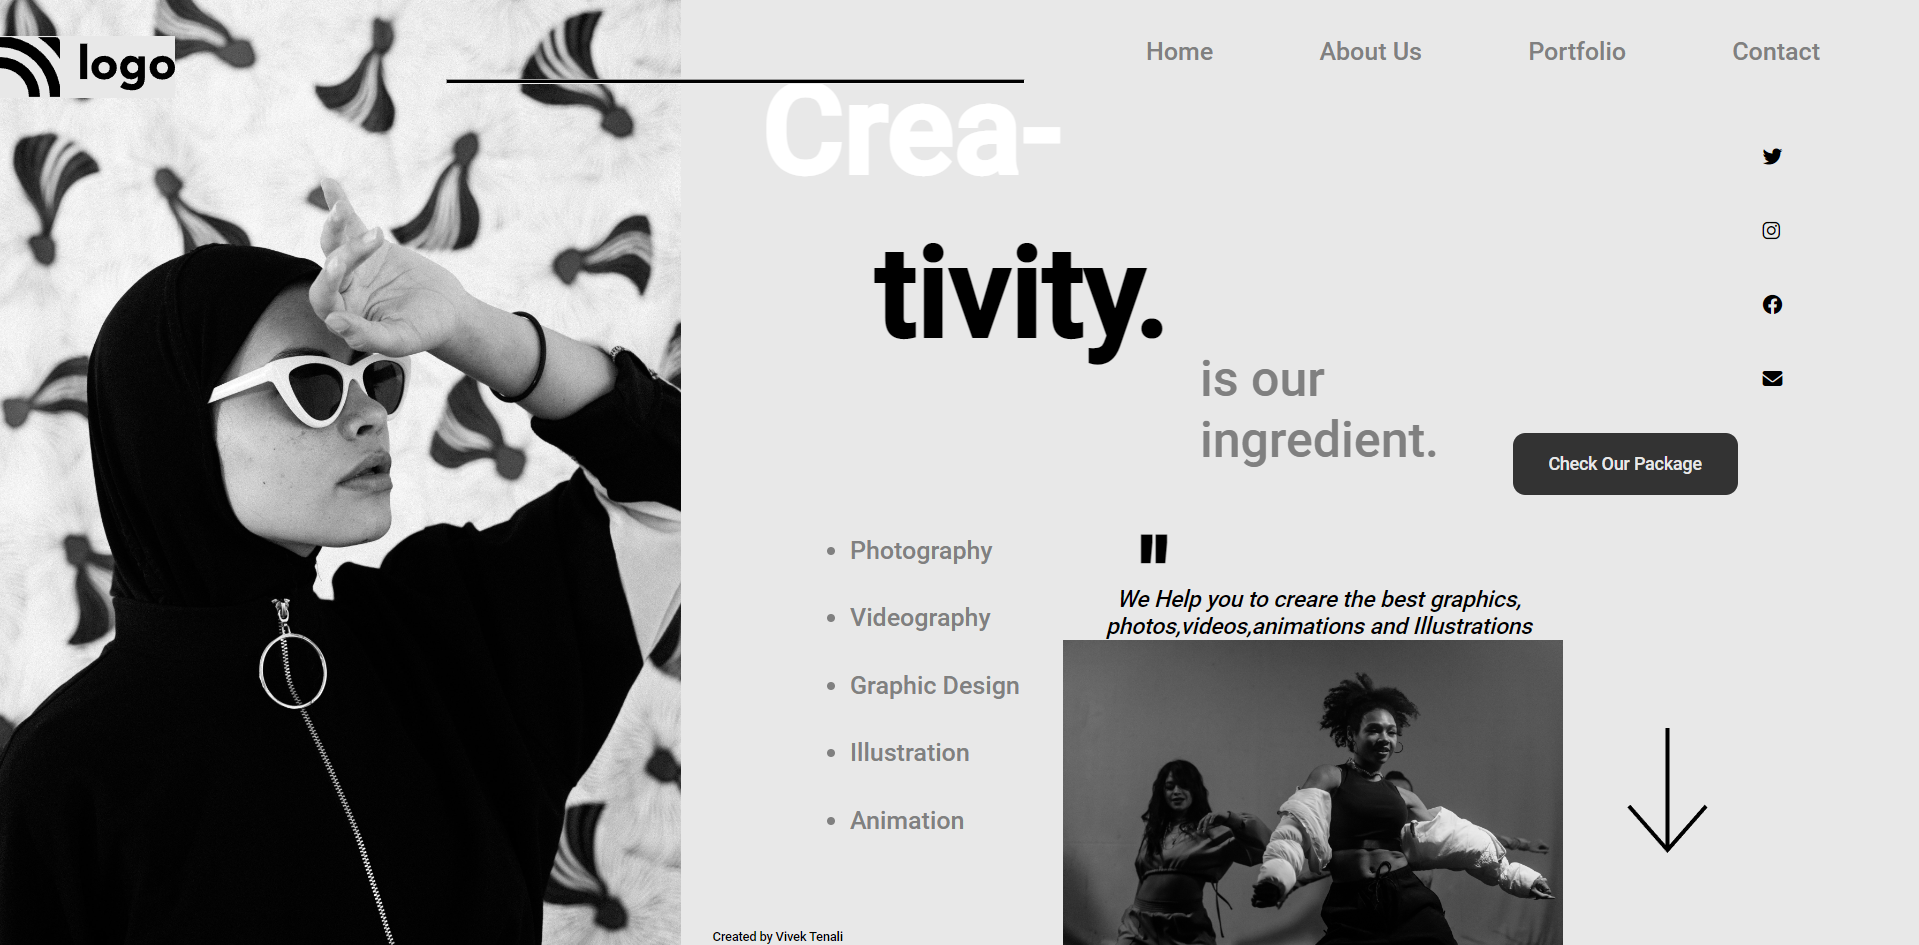 logo
Home
About Us
Portfolio
Contact
Crea-
tivity.
is our
ingredient.
Check Our Package
• Photography
• Videography
• Graphic Design
• Illustration
• Animation
"
We Help you to creare the best graphics,
photos,videos,animations and Illustrations
Created by Vivek Tenali